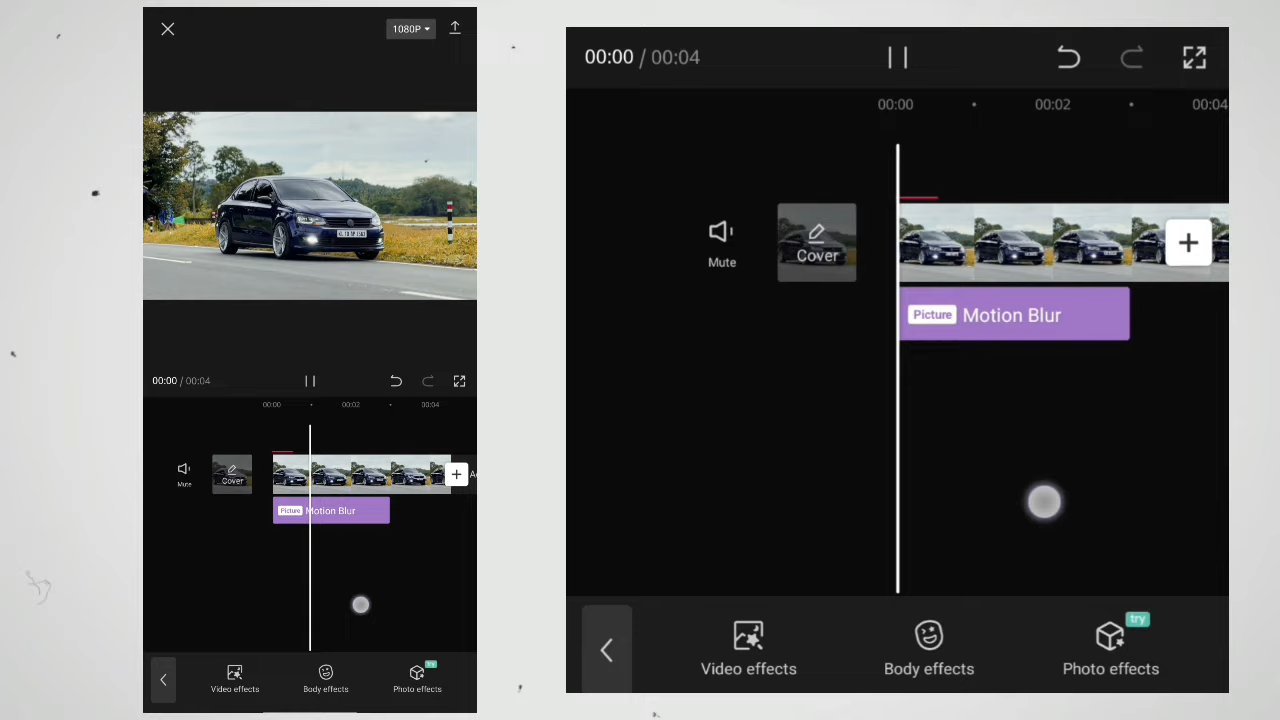 1080P
00:00 / 00:04
00:00
00:02
00:04
Mute
Cover
Picture Motion Blur
try
Video effects
Body effects
Photo effects
00:00 / 00:04
00:00
00:02
00:04
Mute
Cover
Picture Motion Blur
try
Video effects
Body effects
Photo effects